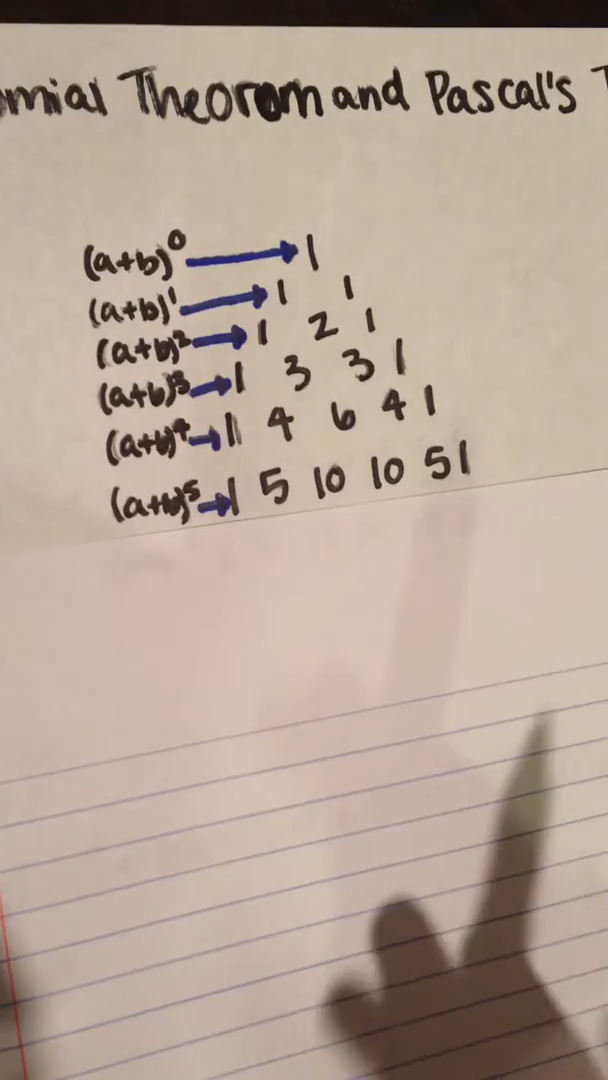 mial Theorem and Pascal's T
(a+b)⁰ → 1
(a+b)¹ → 1 1
(a+b)² → 1 2 1
(a+b)³ → 1 3 3 1
(a+b)⁴ → 1 4 6 4 1
(a+b)⁵ → 1 5 10 10 5 1